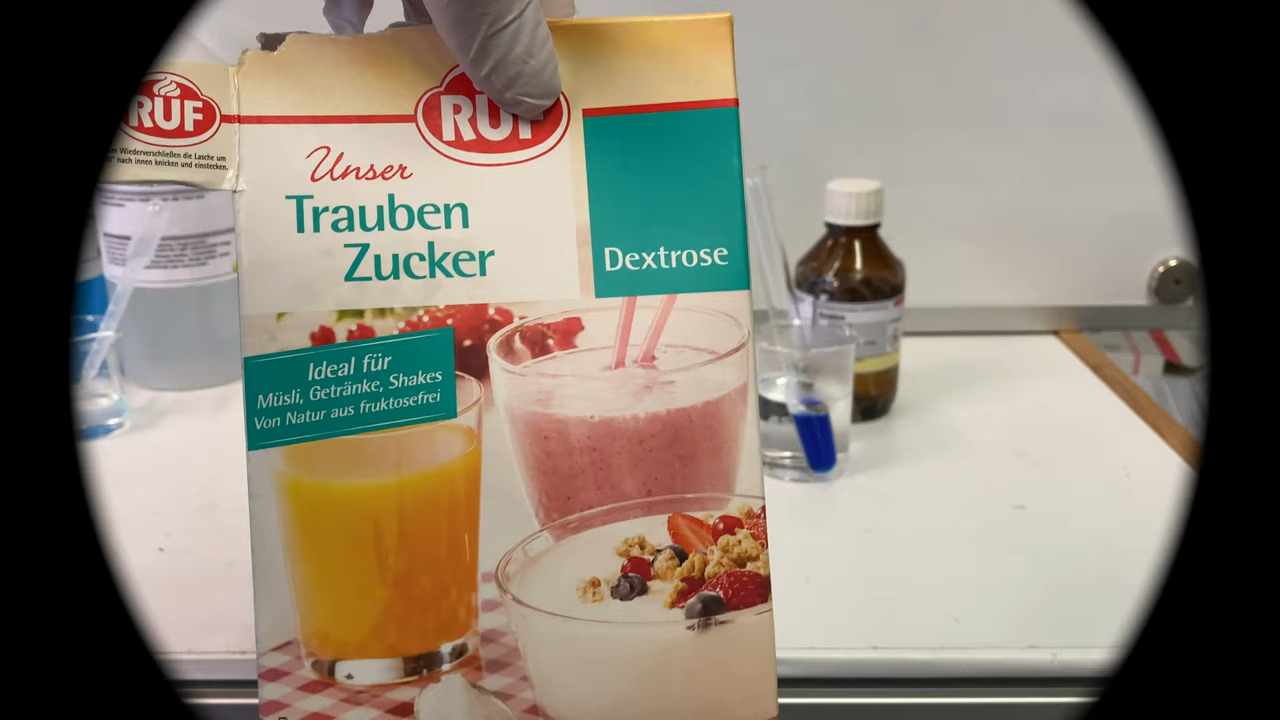 RUF
Wiederverschließen die Lasche um
nach innen knicken und einstecken.
RUF
Unser
Trauben
Zucker
Dextrose
Ideal für
Müsli, Getränke, Shakes
Von Natur aus fruktosefrei